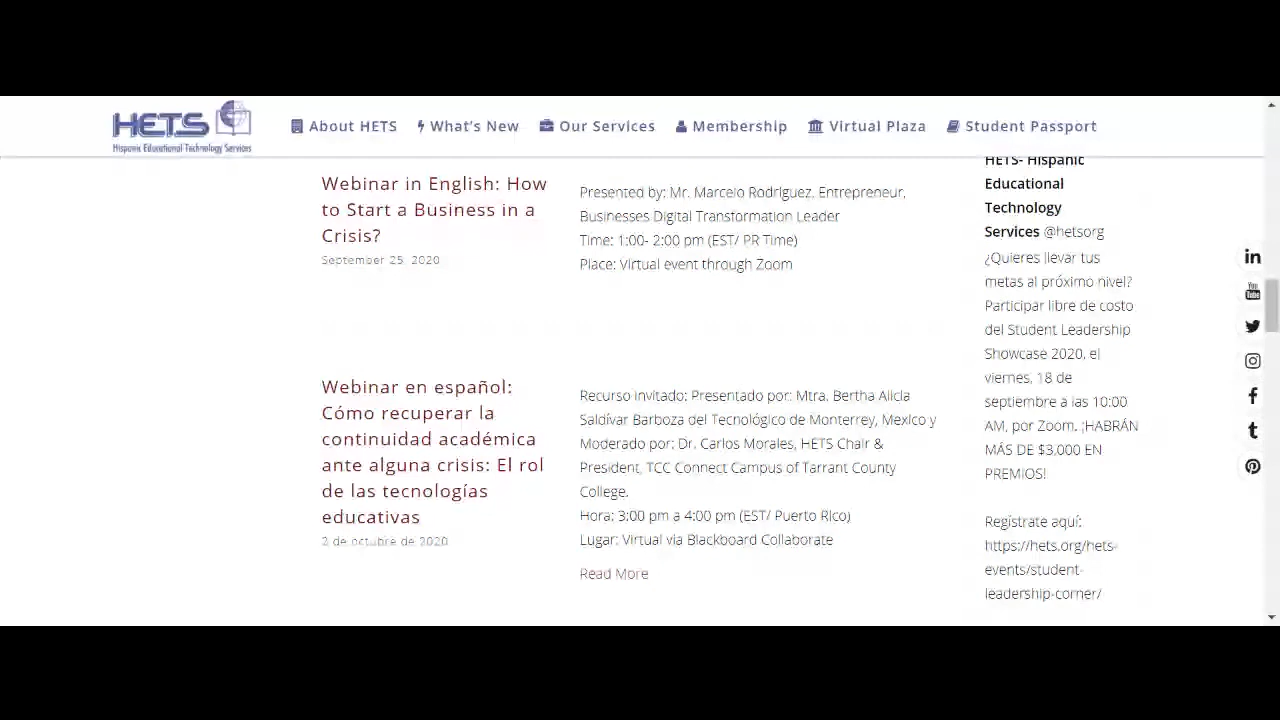 HETS
Hispanic Educational Technology Services
About HETS
What's New
Our Services
Membership
Virtual Plaza
Student Passport
Webinar in English: How
to Start a Business in a
Crisis?
September 25, 2020
Presented by: Mr. Marcelo Rodriguez, Entrepreneur,
Businesses Digital Transformation Leader
Time: 1:00- 2:00 pm (EST/ PR Time)
Place: Virtual event through Zoom
Webinar en español:
Cómo recuperar la
continuidad académica
ante alguna crisis: El rol
de las tecnologías
educativas
2 de octubre de 2020
Recurso invitado: Presentado por: Mtra. Bertha Alicia
Saldívar Barboza del Tecnológico de Monterrey, Mexico y
Moderado por: Dr. Carlos Morales, HETS Chair &
President, TCC Connect Campus of Tarrant County
College.
Hora: 3:00 pm a 4:00 pm (EST/ Puerto Rico)
Lugar: Virtual via Blackboard Collaborate
Read More
HETS- Hispanic
Educational
Technology
Services @hetsorg
¿Quieres llevar tus
metas al próximo nivel?
Participar libre de costo
del Student Leadership
Showcase 2020, el
viernes, 18 de
septiembre a las 10:00
AM, por Zoom. ¡HABRÁN
MÁS DE $3,000 EN
PREMIOS!
Regístrate aquí:
https://hets.org/hets-
events/student-
leadership-corner/
in
You
Tube
f
t